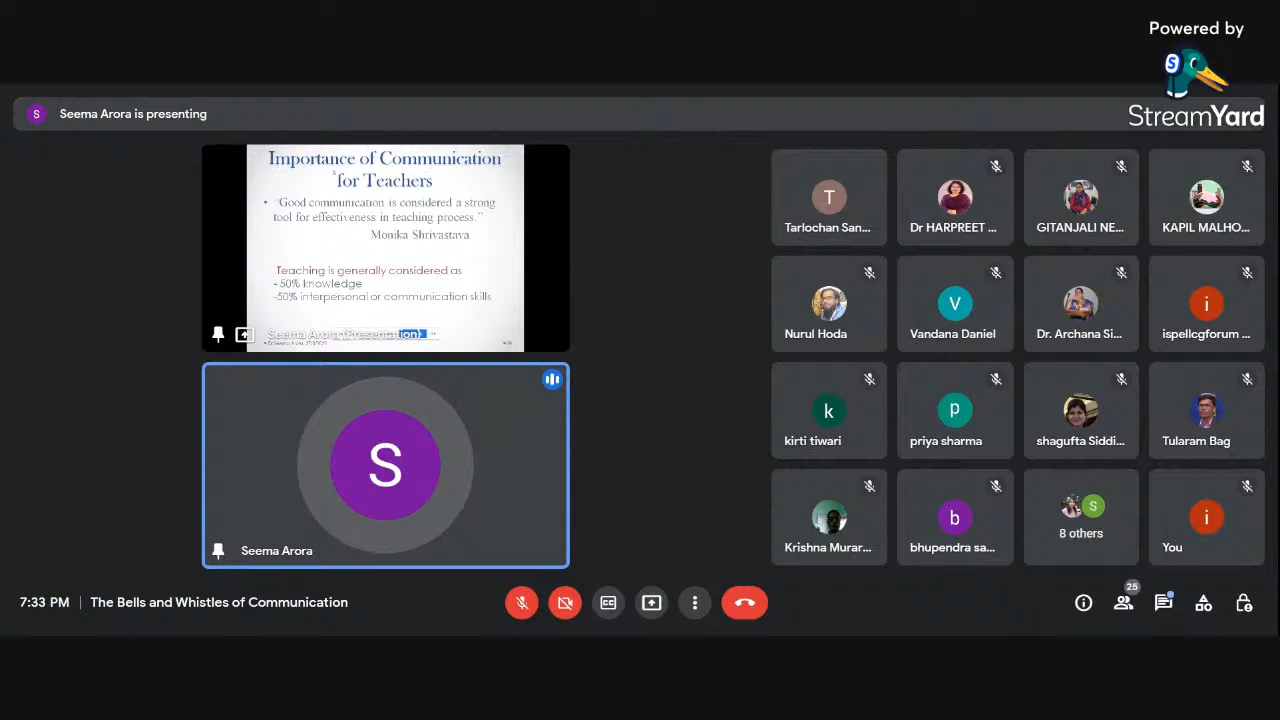 Powered by
StreamYard
S
Seema Arora is presenting
Importance of Communication
for Teachers
• "Good communication is considered a strong
tool for effectiveness in teaching process."
Monika Shrivastava
Teaching is generally considered as
- 50% knowledge
-50% interpersonal or communication skills
Seema Arora (Presentation)
S
Seema Arora
T
Tarlochan San...
Dr HARPREET ...
GITANJALI NE...
KAPIL MALHO...
Nurul Hoda
V
Vandana Daniel
Dr. Archana Si...
i
ispellcgforum ...
k
kirti tiwari
p
priya sharma
shagufta Siddi...
Tularam Bag
Krishna Murar...
b
bhupendra sa...
S
8 others
i
You
7:33 PM | The Bells and Whistles of Communication
25